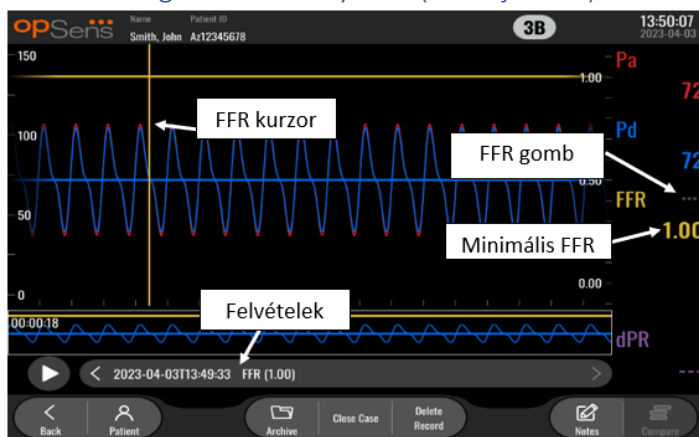 opSens
Name
Patient ID
Smith, John
Az12345678
3B
13:50:07
2023-04-03
150
1.00
Pa
72
FFR kurzor
100
Pd
FFR gomb
72
0.50
FFR
---
50
Minimális FFR
1.00
0.00
0
Felvételek
00:00:18
dPR
2023-04-03T13:49:33 FFR (1.00)
---
Back
Patient
Archive
Close Case
Delete
Record
Notes
Compare